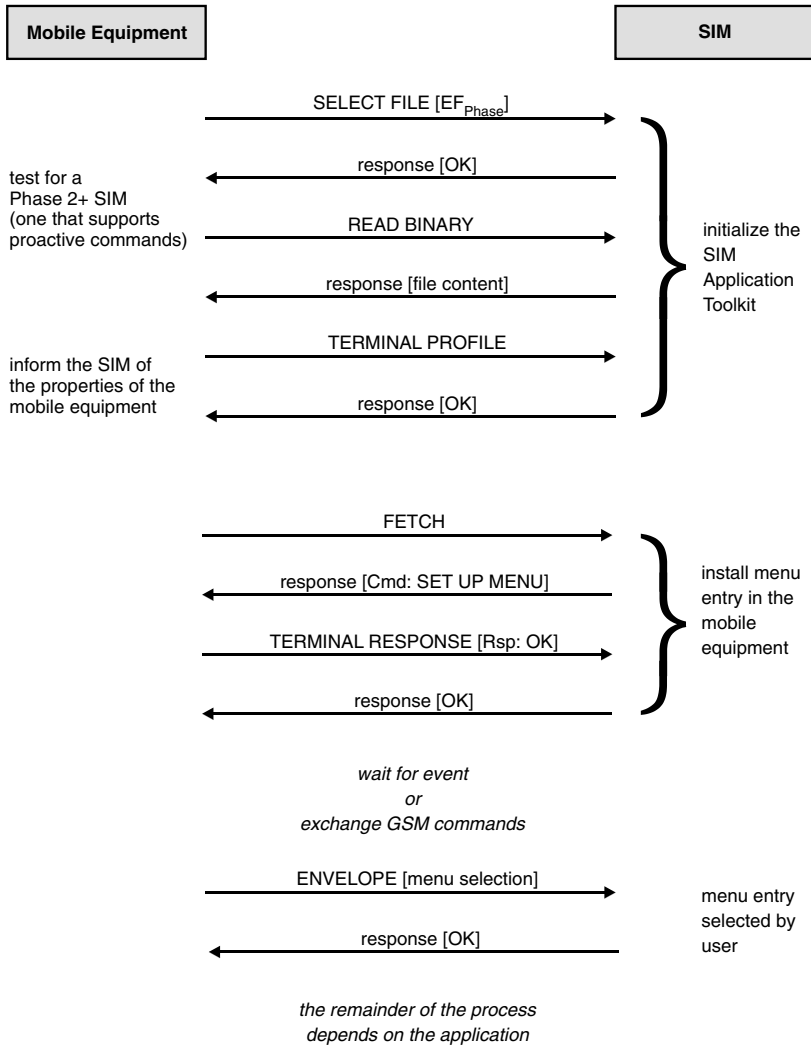 Mobile Equipment
SIM
SELECT FILE [EFPhase]
response [OK]
test for a
Phase 2+ SIM
(one that supports
proactive commands)
READ BINARY
response [file content]
initialize the
SIM
Application
Toolkit
TERMINAL PROFILE
inform the SIM of
the properties of the
mobile equipment
response [OK]
FETCH
response [Cmd: SET UP MENU]
TERMINAL RESPONSE [Rsp: OK]
response [OK]
install menu
entry in the
mobile
equipment
wait for event
or
exchange GSM commands
ENVELOPE [menu selection]
response [OK]
menu entry
selected by
user
the remainder of the process
depends on the application